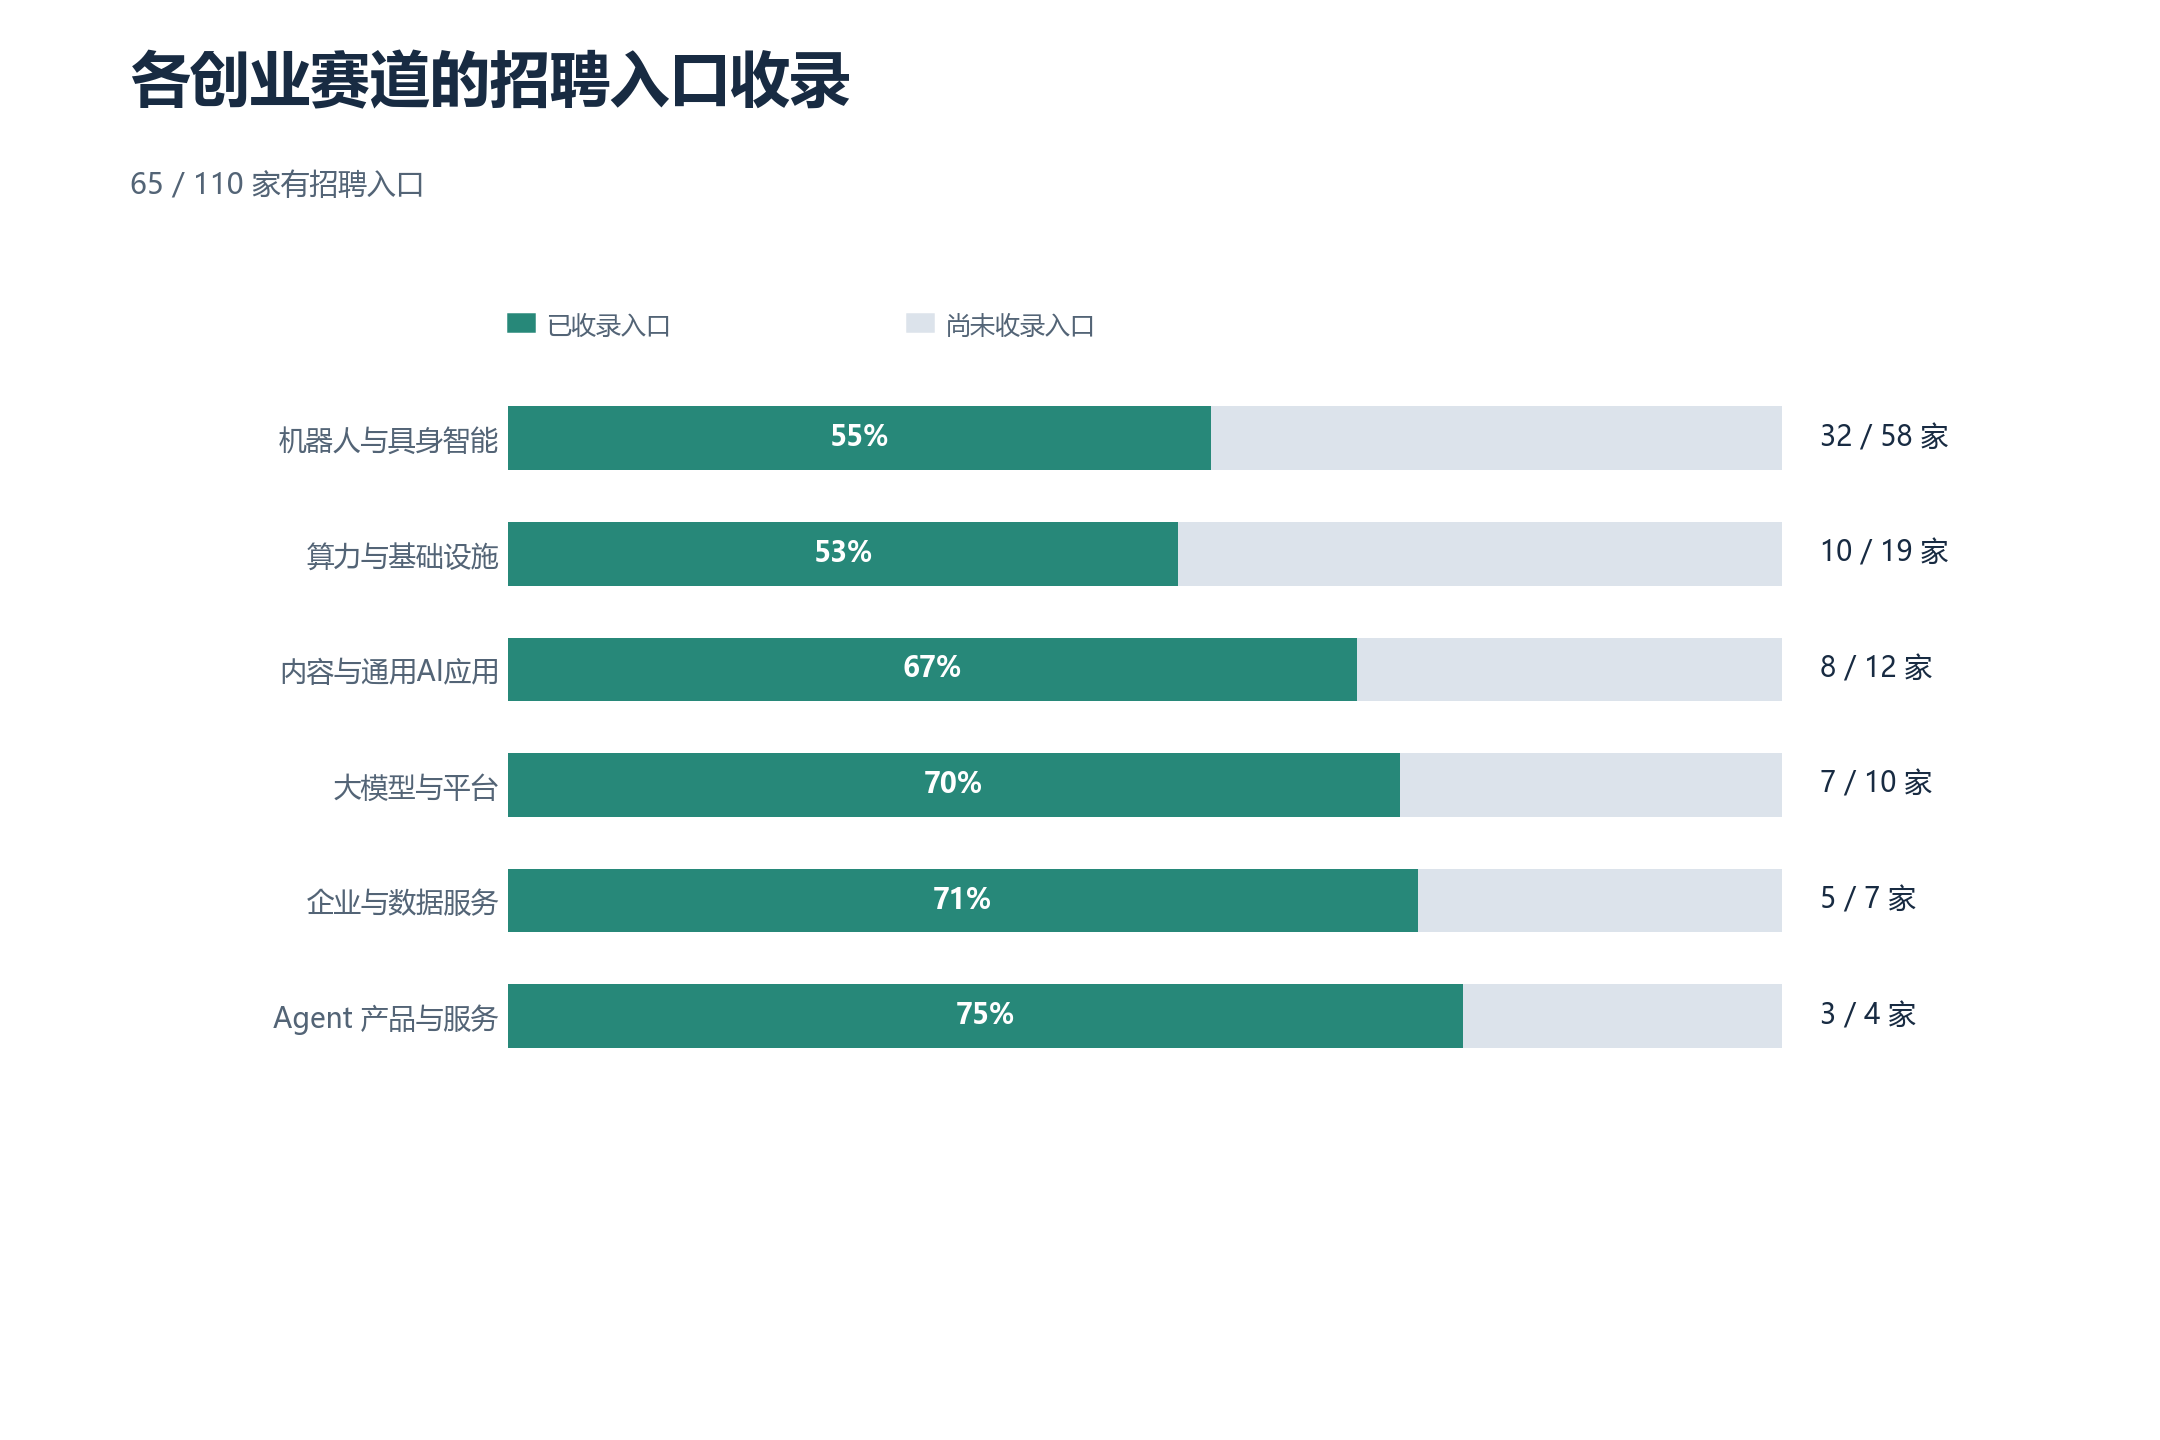 各创业赛道的招聘入口收录
65 / 110 家有招聘入口
已收录入口 尚未收录入口
机器人与具身智能 55% 32 / 58 家
算力与基础设施 53% 10 / 19 家
内容与通用AI应用 67% 8 / 12 家
大模型与平台 70% 7 / 10 家
企业与数据服务 71% 5 / 7 家
Agent 产品与服务 75% 3 / 4 家